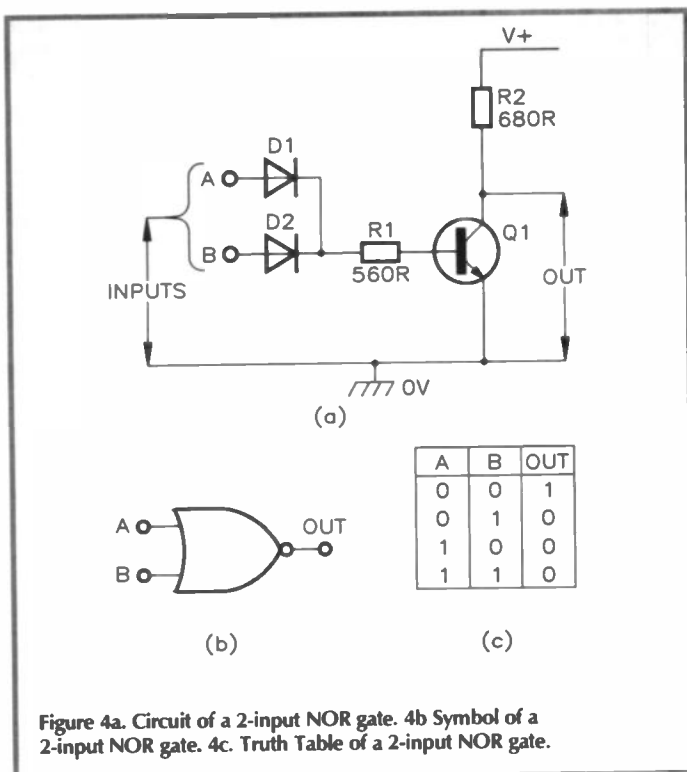 V+
R2
680R
D1
A
D2
B
R1
560R
Q1
INPUTS
OUT
0V
(a)
A B OUT
0 0 1
0 1 0
1 0 0
1 1 0
A
B
OUT
(b)
(c)
Figure 4a. Circuit of a 2-input NOR gate. 4b Symbol of a
2-input NOR gate. 4c. Truth Table of a 2-input NOR gate.